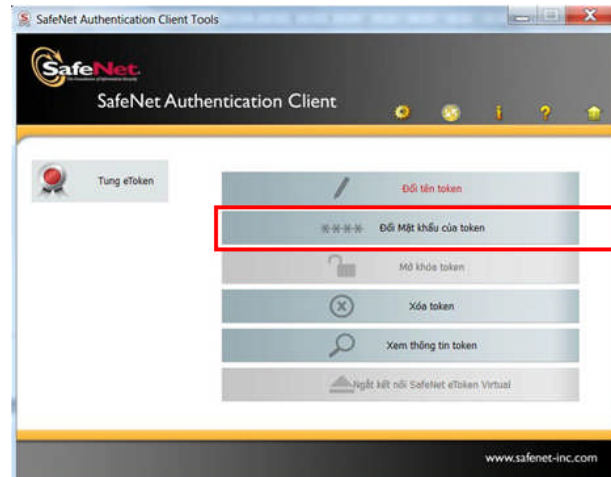 SafeNet Authentication Client Tools
SafeNet.
SafeNet Authentication Client
Tung eToken
Đổi tên token
**** Đổi Mật khẩu của token
Mở khóa token
Xóa token
Xem thông tin token
Ngắt kết nối SafeNet eToken Virtual
www.safenet-inc.com